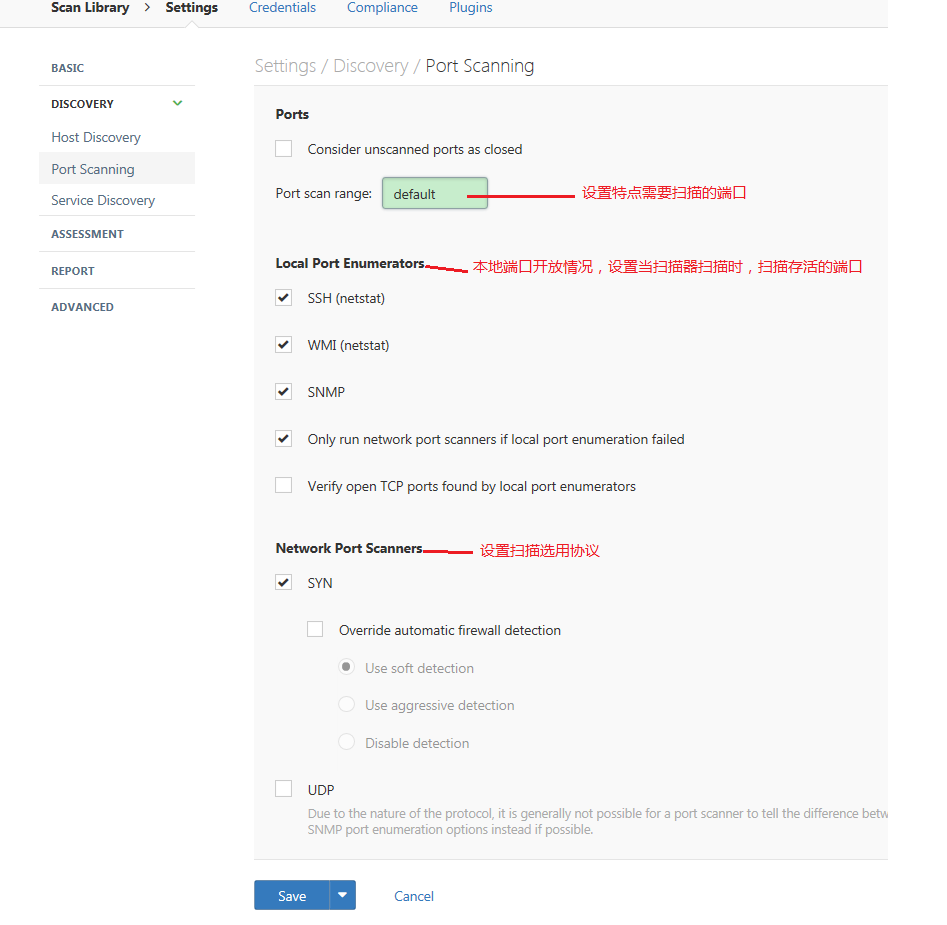 Scan Library > Settings Credentials Compliance Plugins
BASIC
DISCOVERY
Host Discovery
Port Scanning
Service Discovery
ASSESSMENT
REPORT
ADVANCED
Settings / Discovery / Port Scanning
Ports
Consider unscanned ports as closed
Port scan range: default 设置特点需要扫描的端口
Local Port Enumerators 本地端口开放情况，设置当扫描器扫描时，扫描存活的端口
SSH (netstat)
WMI (netstat)
SNMP
Only run network port scanners if local port enumeration failed
Verify open TCP ports found by local port enumerators
Network Port Scanners 设置扫描选用协议
SYN
Override automatic firewall detection
Use soft detection
Use aggressive detection
Disable detection
UDP
Due to the nature of the protocol, it is generally not possible for a port scanner to tell the difference
SNMP port enumeration options instead if possible.
Save Cancel